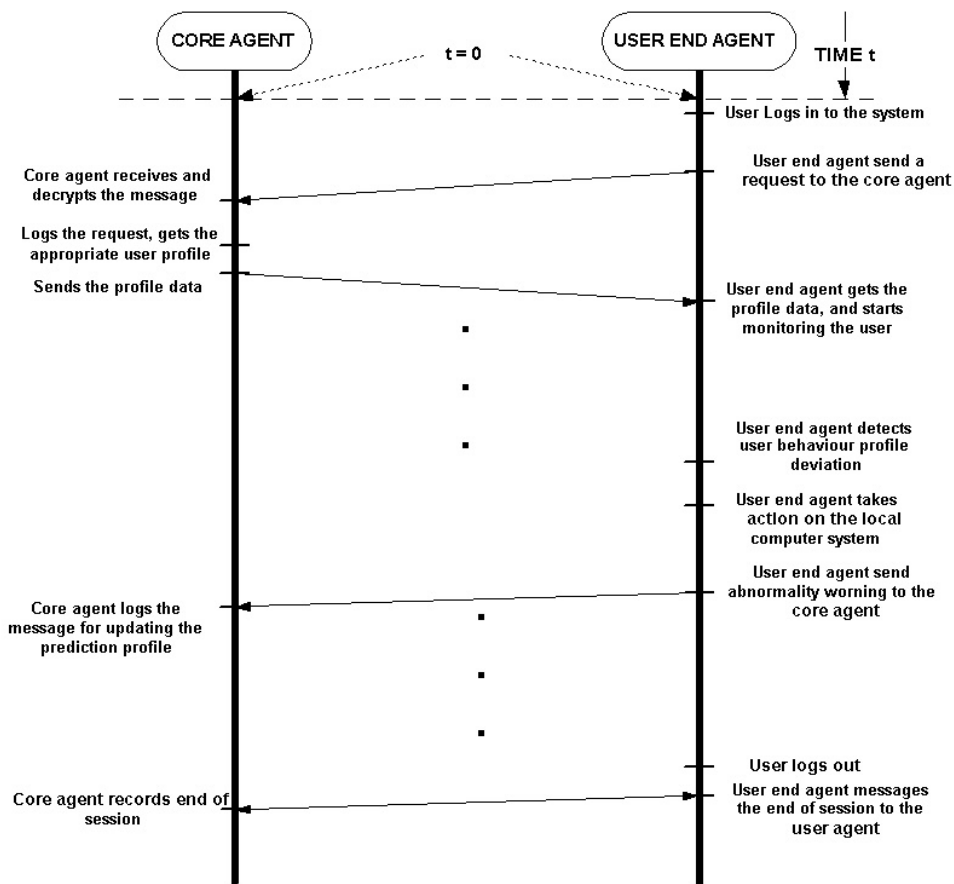 CORE AGENT
USER END AGENT
t = 0
TIME t
User Logs in to the system
User end agent send a
request to the core agent
Core agent receives and
decrypts the message
Logs the request, gets the
appropriate user profile
Sends the profile data
User end agent gets the
profile data, and starts
monitoring the user
User end agent detects
user behaviour profile
deviation
User end agent takes
action on the local
computer system
User end agent send
abnormality worning to the
core agent
Core agent logs the
message for updating the
prediction profile
User logs out
User end agent messages
the end of session to the
user agent
Core agent records end of
session